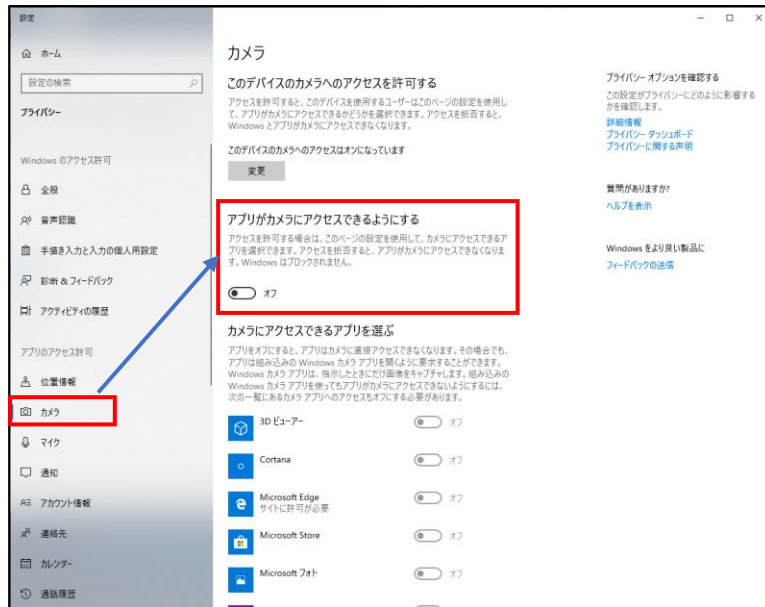 設定
ホーム
設定の検索
プライバシー
Windows のアクセス許可
全般
音声認識
手描き入力と入力の個人用設定
診断 & フィードバック
アクティビティの履歴
アプリのアクセス許可
位置情報
カメラ
マイク
通知
アカウント情報
連絡先
カレンダー
通話履歴
カメラ
このデバイスのカメラへのアクセスを許可する
アクセスを許可すると、このデバイスを使用するユーザーはこのページの設定を使用し
て、アプリがカメラにアクセスできるかどうかを選択できます。アクセスを拒否すると、
Windows とアプリがカメラにアクセスできなくなります。
このデバイスのカメラへのアクセスはオンになっています
変更
アプリがカメラにアクセスできるようにする
アクセスを許可する場合は、このページの設定を使用して、カメラにアクセスできるア
プリを選択できます。アクセスを拒否すると、アプリがカメラにアクセスできなくなりま
す。Windows はブロックされません。
オフ
カメラにアクセスできるアプリを選ぶ
アプリをオフにすると、アプリはカメラに直接アクセスできなくなります。その場合でも、
アプリは組み込みの Windows カメラ アプリを開くように要求することができます。
Windows カメラ アプリは、指示したときにだけ画像をキャプチャします。組み込みの
Windows カメラ アプリを使ってもアプリがカメラにアクセスできないようにするには、
次の一覧にあるカメラ アプリへのアクセスもオフにする必要があります。
3D ビューアー オフ
Cortana オフ
Microsoft Edge オフ
サイトに許可が必要
Microsoft Store オフ
Microsoft フォト オフ
プライバシー オプションを確認する
この設定がプライバシーにどのように影響する
かを確認します。
詳細情報
プライバシー ダッシュボード
プライバシーに関する声明
質問がありますか?
ヘルプを表示
Windows をより良い製品に
フィードバックの送信